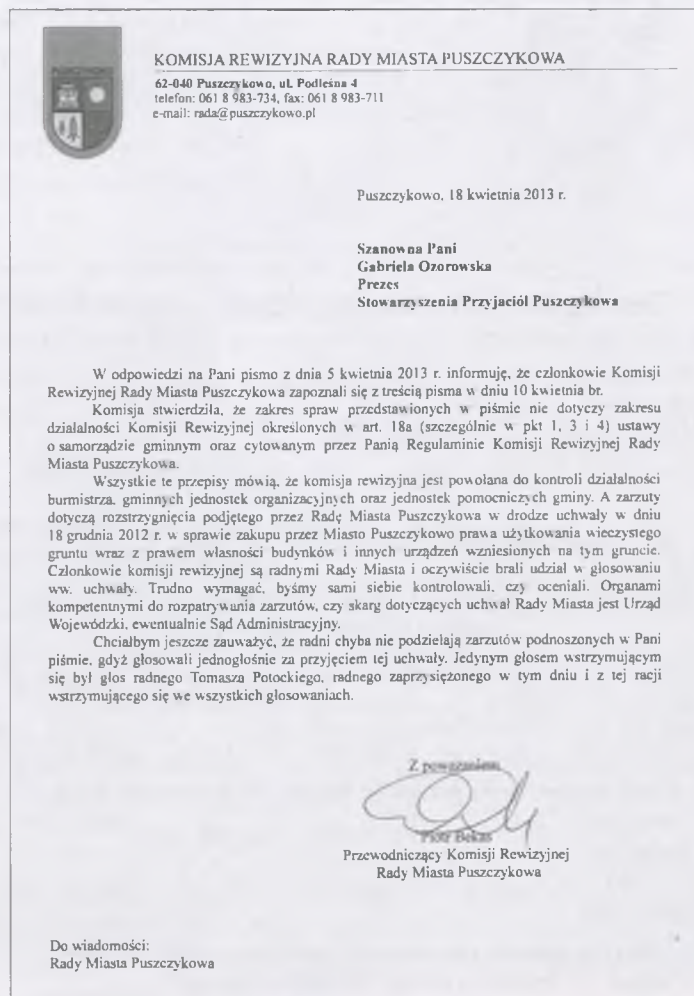 KOMISJA REWIZYJNA RADY MIASTA PUSZCZYKOWA
62-040 Puszczykowo, ul. Podleśna 4
telefon: 061 8 983-734, fax: 061 8 983-711
e-mail: rada@puszczykowo.pl
Puszczykowo, 18 kwietnia 2013 r.
Szanowna Pani
Gabriela Ozorowska
Prezes
Stowarzyszenia Przyjaciół Puszczykowa
W odpowiedzi na Pani pismo z dnia 5 kwietnia 2013 r. informuję, że członkowie Komisji
Rewizyjnej Rady Miasta Puszczykowa zapoznali się z treścią pisma w dniu 10 kwietnia br.
Komisja stwierdziła, że zakres spraw przedstawionych w piśmie nie dotyczy zakresu
działalności Komisji Rewizyjnej określonych w art. 18a (szczególnie w pkt 1, 3 i 4) ustawy
o samorządzie gminnym oraz cytowanym przez Panią Regulaminie Komisji Rewizyjnej Rady
Miasta Puszczykowa.
Wszystkie te przepisy mówią, że komisja rewizyjna jest powołana do kontroli działalności
burmistrza, gminnych jednostek organizacyjnych oraz jednostek pomocniczych gminy. A zarzuty
dotyczą rozstrzygnięcia podjętego przez Radę Miasta Puszczykowa w drodze uchwały w dniu
18 grudnia 2012 r. w sprawie zakupu przez Miasto Puszczykowo prawa użytkowania wieczystego
gruntu wraz z prawem własności budynków i innych urządzeń wzniesionych na tym gruncie.
Członkowie komisji rewizyjnej są radnymi Rady Miasta i oczywiście brali udział w głosowaniu
ww. uchwały. Trudno wymagać, byśmy sami siebie kontrolowali, czy oceniali. Organami
kompetentnymi do rozpatrywania zarzutów, czy skarg dotyczących uchwał Rady Miasta jest Urząd
Wojewódzki, ewentualnie Sąd Administracyjny.
Chciałbym jeszcze zauważyć, że radni chyba nie podzielają zarzutów podnoszonych w Pani
piśmie, gdyż głosowali jednogłośnie za przyjęciem tej uchwały. Jedynym głosem wstrzymującym
się był głos radnego Tomasza Potockiego, radnego zaprzysiężonego w tym dniu i z tej racji
wstrzymującego się we wszystkich głosowaniach.
Z poważaniem
Piotr Bekas
Przewodniczący Komisji Rewizyjnej
Rady Miasta Puszczykowa
Do wiadomości:
Rady Miasta Puszczykowa